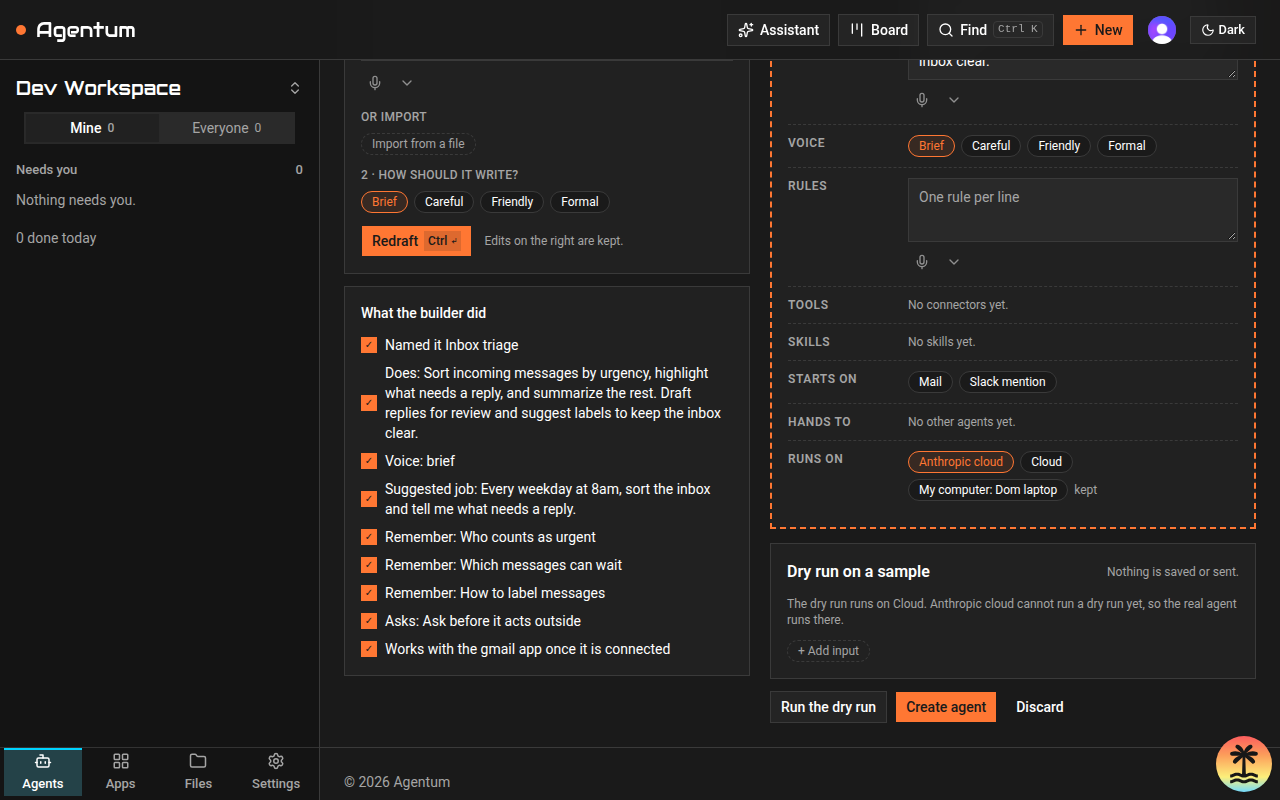 Agentum
Assistant
Board
Find Ctrl K
+ New
Dark
Dev Workspace
Mine 0
Everyone 0
Needs you 0
Nothing needs you.
0 done today
OR IMPORT
Import from a file
2 · HOW SHOULD IT WRITE?
Brief Careful Friendly Formal
Redraft Ctrl ⏎ Edits on the right are kept.
What the builder did
✓ Named it Inbox triage
✓ Does: Sort incoming messages by urgency, highlight
what needs a reply, and summarize the rest. Draft
replies for review and suggest labels to keep the inbox
clear.
✓ Voice: brief
✓ Suggested job: Every weekday at 8am, sort the inbox
and tell me what needs a reply.
✓ Remember: Who counts as urgent
✓ Remember: Which messages can wait
✓ Remember: How to label messages
✓ Asks: Ask before it acts outside
✓ Works with the gmail app once it is connected
inbox clear.
VOICE Brief Careful Friendly Formal
RULES One rule per line
TOOLS No connectors yet.
SKILLS No skills yet.
STARTS ON Mail Slack mention
HANDS TO No other agents yet.
RUNS ON Anthropic cloud Cloud
My computer: Dom laptop kept
Dry run on a sample Nothing is saved or sent.
The dry run runs on Cloud. Anthropic cloud cannot run a dry run yet, so the real agent
runs there.
+ Add input
Run the dry run Create agent Discard
Agents Apps Files Settings
© 2026 Agentum